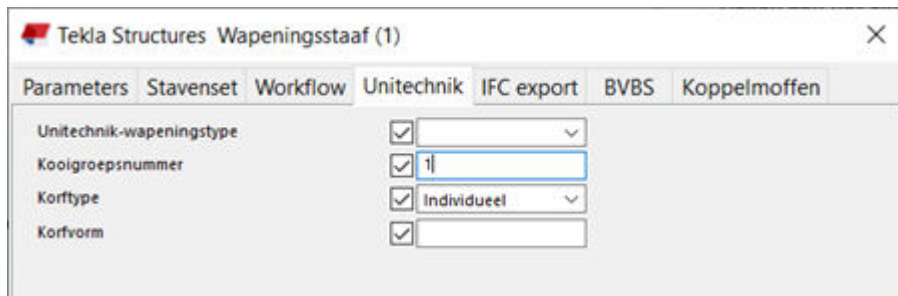 Tekla Structures Wapeningsstaaf (1)
Parameters Stavenset Workflow Unitechnik IFC export BVBS Koppelmoffen
Unitechnik-wapeningstype
Kooigroepsnummer 1
Korftype Individueel
Korfvorm